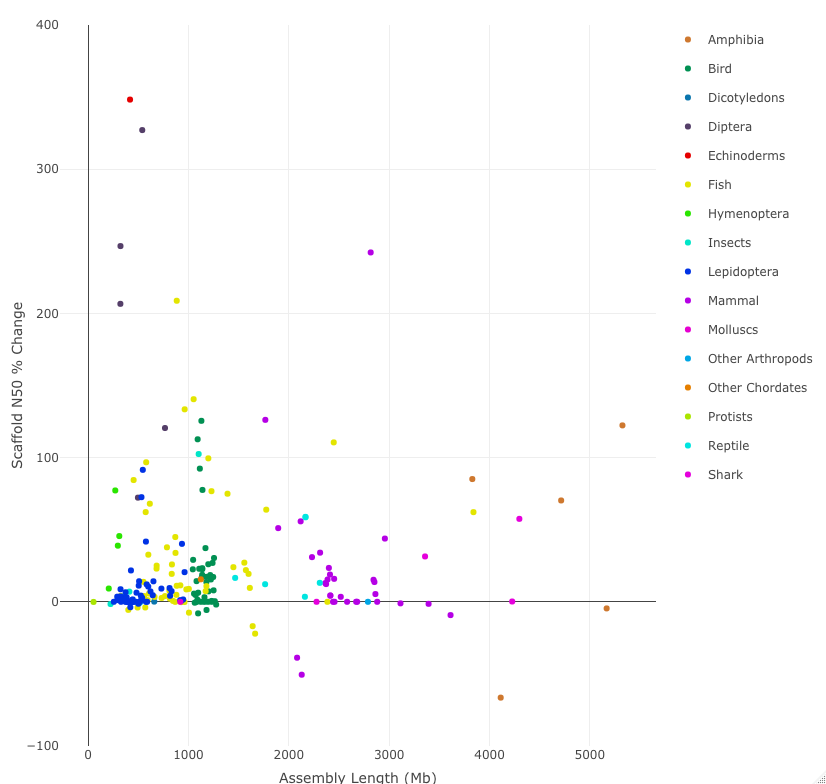 400
300
200
100
0
−100
Scaffold N50 % Change
0
1000
2000
3000
4000
5000
Assembly Length (Mb)
Amphibia
Bird
Dicotyledons
Diptera
Echinoderms
Fish
Hymenoptera
Insects
Lepidoptera
Mammal
Molluscs
Other Arthropods
Other Chordates
Protists
Reptile
Shark